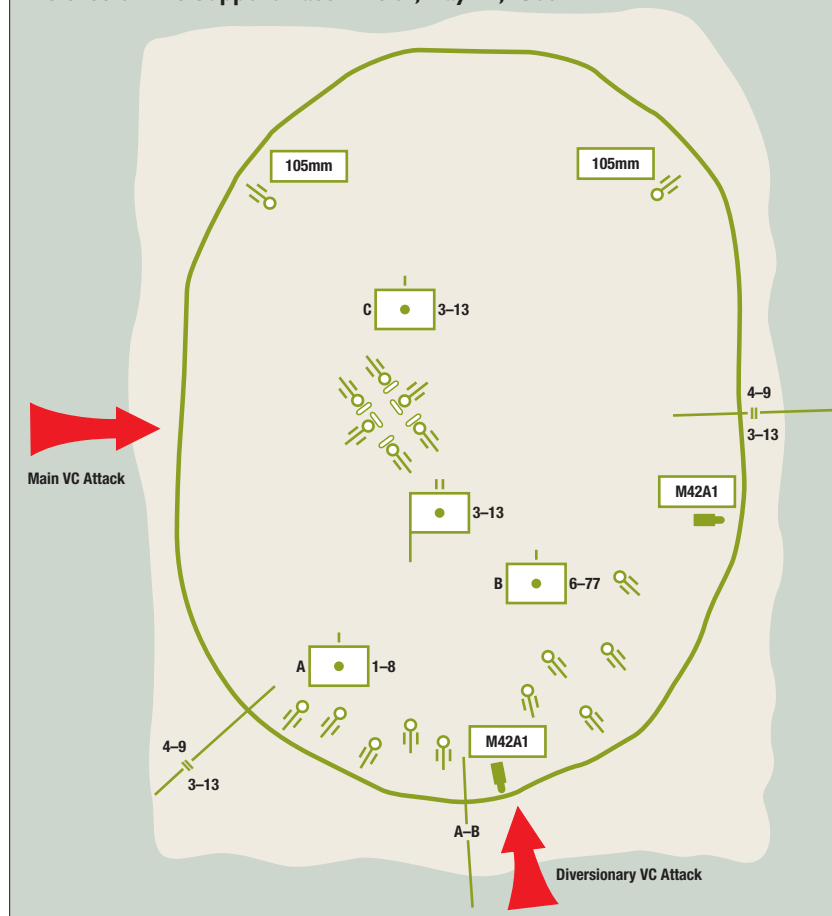 105mm
105mm
C 3–13
4–9
3–13
Main VC Attack
M42A1
3–13
B 6–77
A 1–8
M42A1
4–9
3–13
A–B
Diversionary VC Attack